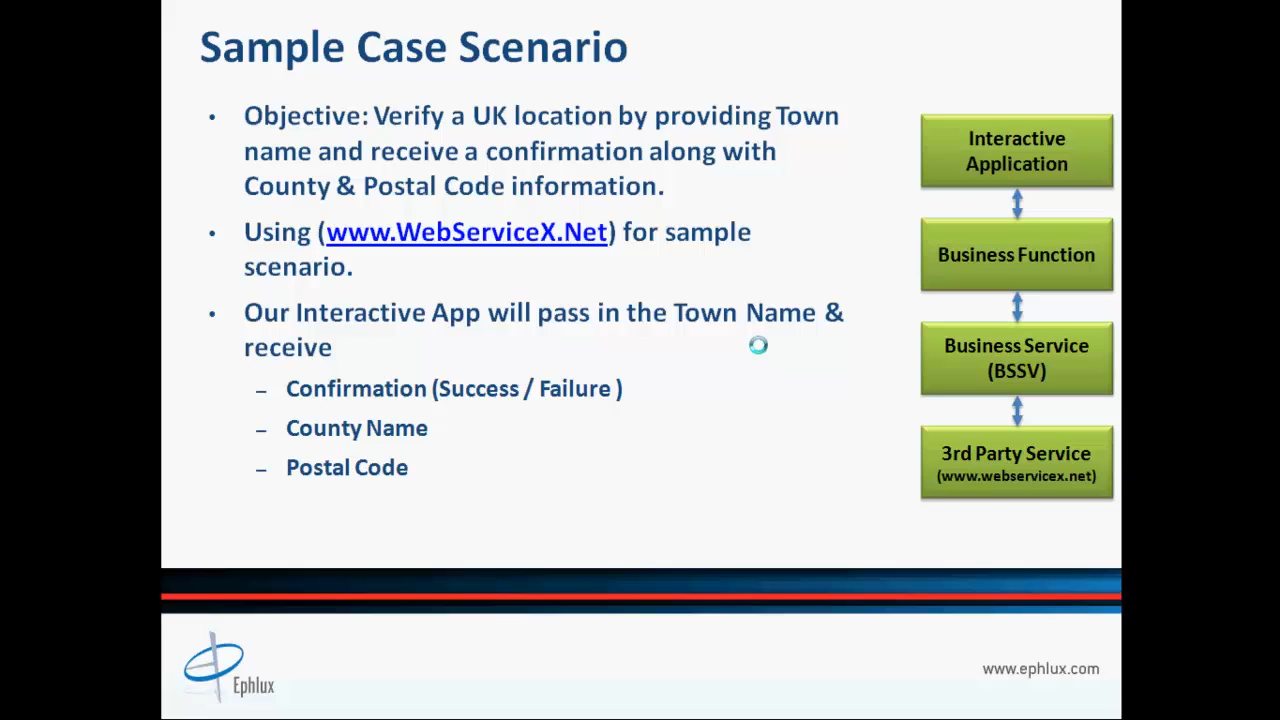 Sample Case Scenario
• Objective: Verify a UK location by providing Town
name and receive a confirmation along with
County & Postal Code information.
• Using (www.WebServiceX.Net) for sample
scenario.
• Our Interactive App will pass in the Town Name &
receive
– Confirmation (Success / Failure )
– County Name
– Postal Code
Interactive
Application
Business Function
Business Service
(BSSV)
3rd Party Service
(www.webservicex.net)
Ephlux
www.ephlux.com